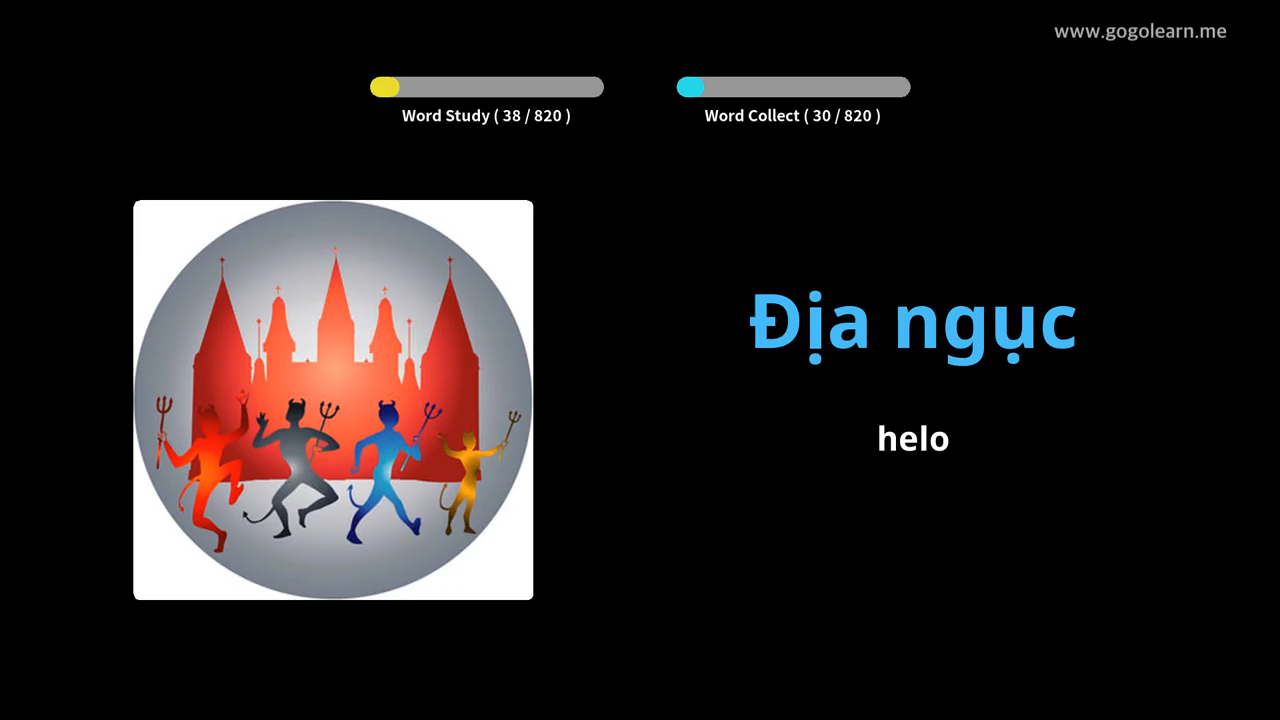 www.gogolearn.me
Word Study ( 38 / 820 )
Word Collect ( 30 / 820 )
Địa ngục
helo